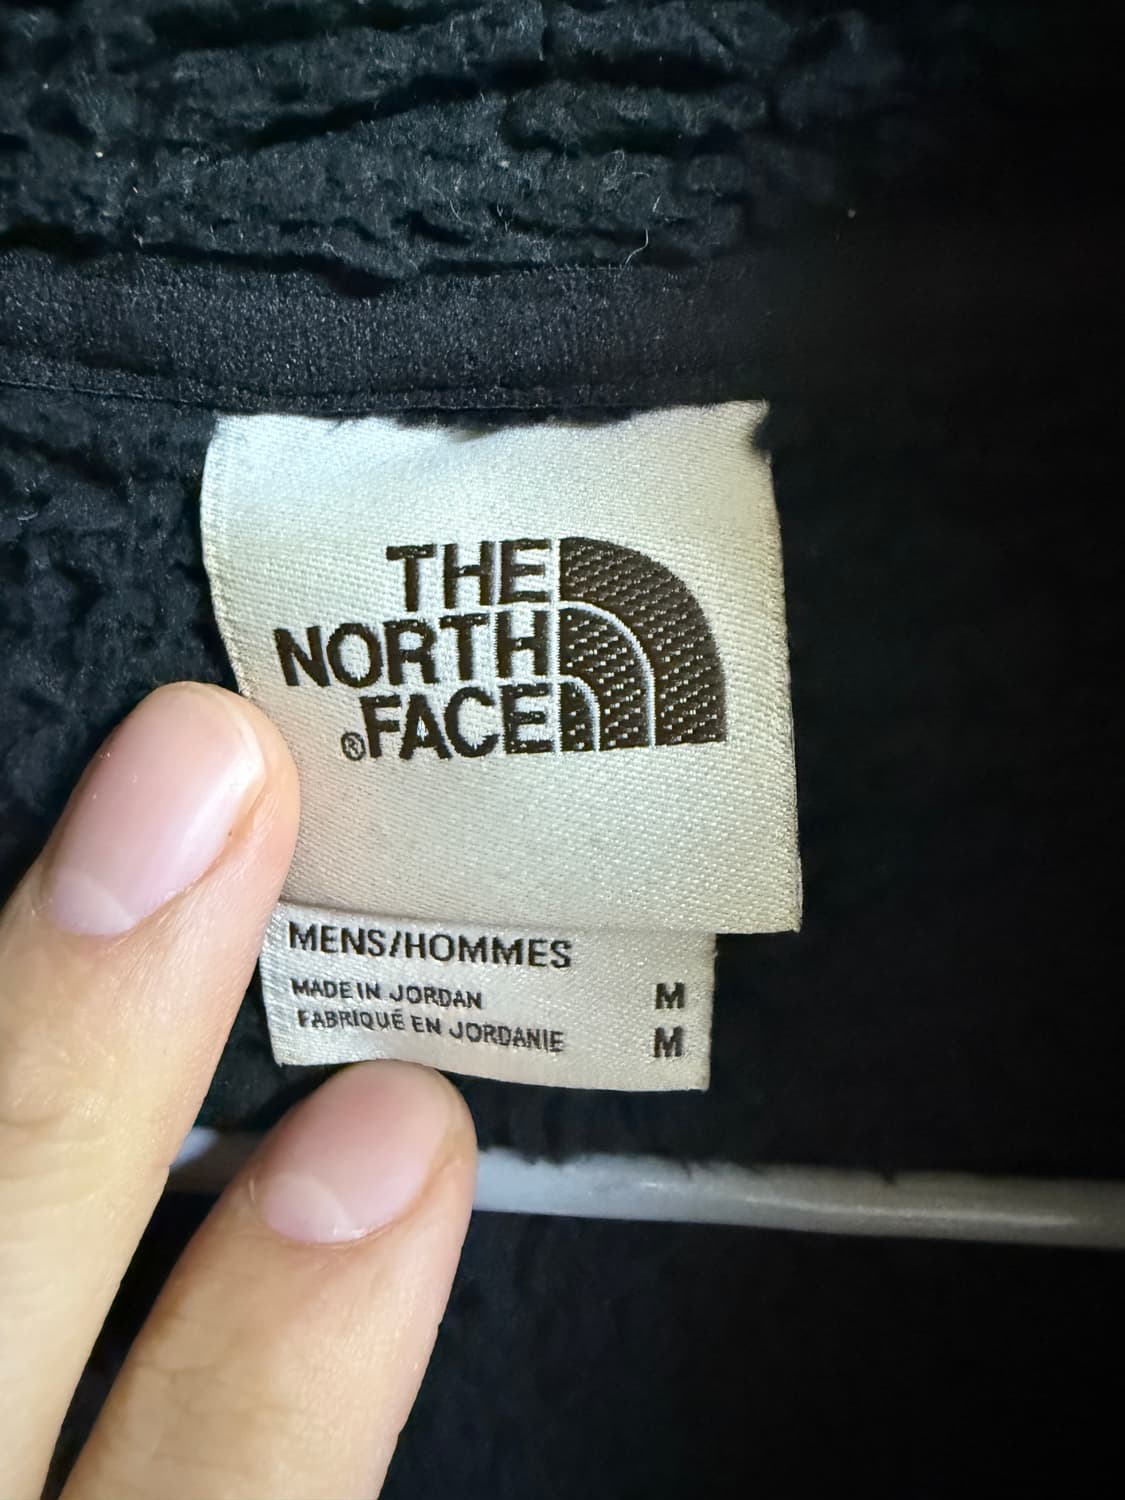 THE
NORTH
®FACE
MENS/HOMMES
MADE IN JORDAN M
FABRIQUÉ EN JORDANIE M